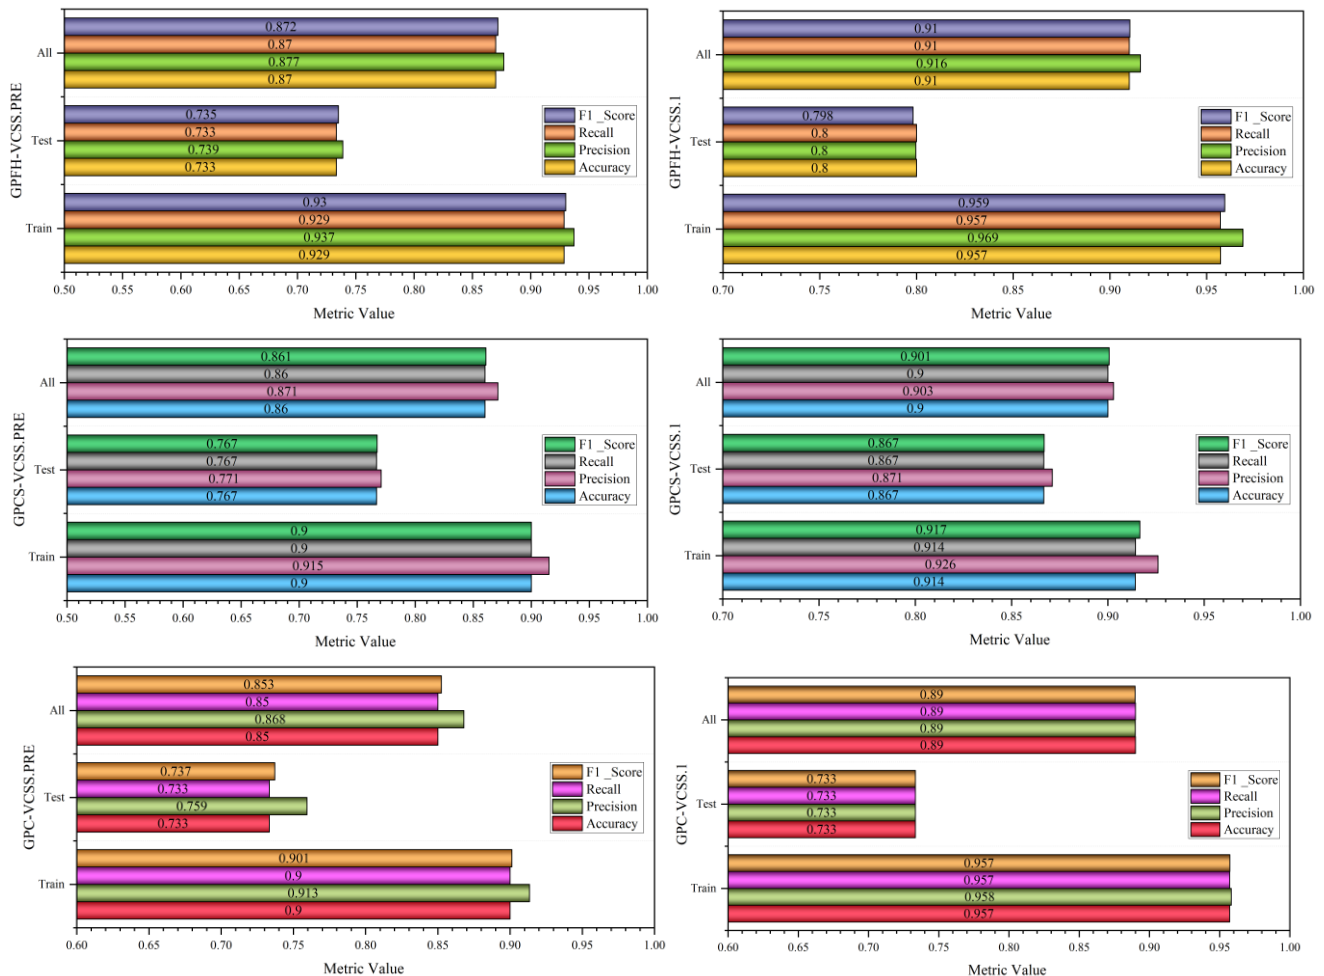 GPFH-VCSS.PRE
All
0.872
0.87
0.877
0.87
Test
0.735
0.733
0.739
0.733
Train
0.93
0.929
0.937
0.929
F1 _Score
Recall
Precision
Accuracy
0.50 0.55 0.60 0.65 0.70 0.75 0.80 0.85 0.90 0.95 1.00
Metric Value
GPFH-VCSS.1
All
0.91
0.91
0.916
0.91
Test
0.798
0.8
0.8
0.8
Train
0.959
0.957
0.969
0.957
F1 _Score
Recall
Precision
Accuracy
0.70 0.75 0.80 0.85 0.90 0.95 1.00
Metric Value
GPCS-VCSS.PRE
All
0.861
0.86
0.871
0.86
Test
0.767
0.767
0.771
0.767
Train
0.9
0.9
0.915
0.9
F1 _Score
Recall
Precision
Accuracy
0.50 0.55 0.60 0.65 0.70 0.75 0.80 0.85 0.90 0.95 1.00
Metric Value
GPCS-VCSS.1
All
0.901
0.9
0.903
0.9
Test
0.867
0.867
0.871
0.867
Train
0.917
0.914
0.926
0.914
F1 _Score
Recall
Precision
Accuracy
0.70 0.75 0.80 0.85 0.90 0.95 1.00
Metric Value
GPC-VCSS.PRE
All
0.853
0.85
0.868
0.85
Test
0.737
0.733
0.759
0.733
Train
0.901
0.9
0.913
0.9
F1 _Score
Recall
Precision
Accuracy
0.60 0.65 0.70 0.75 0.80 0.85 0.90 0.95 1.00
Metric Value
GPC-VCSS.1
All
0.89
0.89
0.89
0.89
Test
0.733
0.733
0.733
0.733
Train
0.957
0.957
0.958
0.957
F1 _Score
Recall
Precision
Accuracy
0.60 0.65 0.70 0.75 0.80 0.85 0.90 0.95 1.00
Metric Value